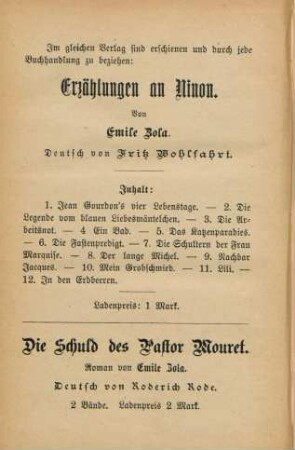 Im gleichen Verlag sind erschienen und durch jede
Buchhandlung zu beziehen:
Erzählungen an Ninon.
Von
Emile Zola.
Deutsch von Fritz Wohlfahrt.
Inhalt:
1. Jean Gourdon's vier Lebenstage. — 2. Die
Legende vom blauen Liebesmäntelchen. — 3. Die Ar-
beitsnot. — 4 Ein Bad. — 5. Das Katzenparadies.
— 6. Die Fastenpredigt. — 7. Die Schultern der Frau
Marquise. — 8. Der lange Michel. — 9. Nachbar
Jacques. — 10. Mein Grobschmied. — 11. Lili. —
12. In den Erdbeeren.
Ladenpreis: 1 Mark.
Die Schuld des Pastor Mouret.
Roman von Emile Zola.
Deutsch von Roderich Rode.
2 Bände. Ladenpreis 2 Mark.